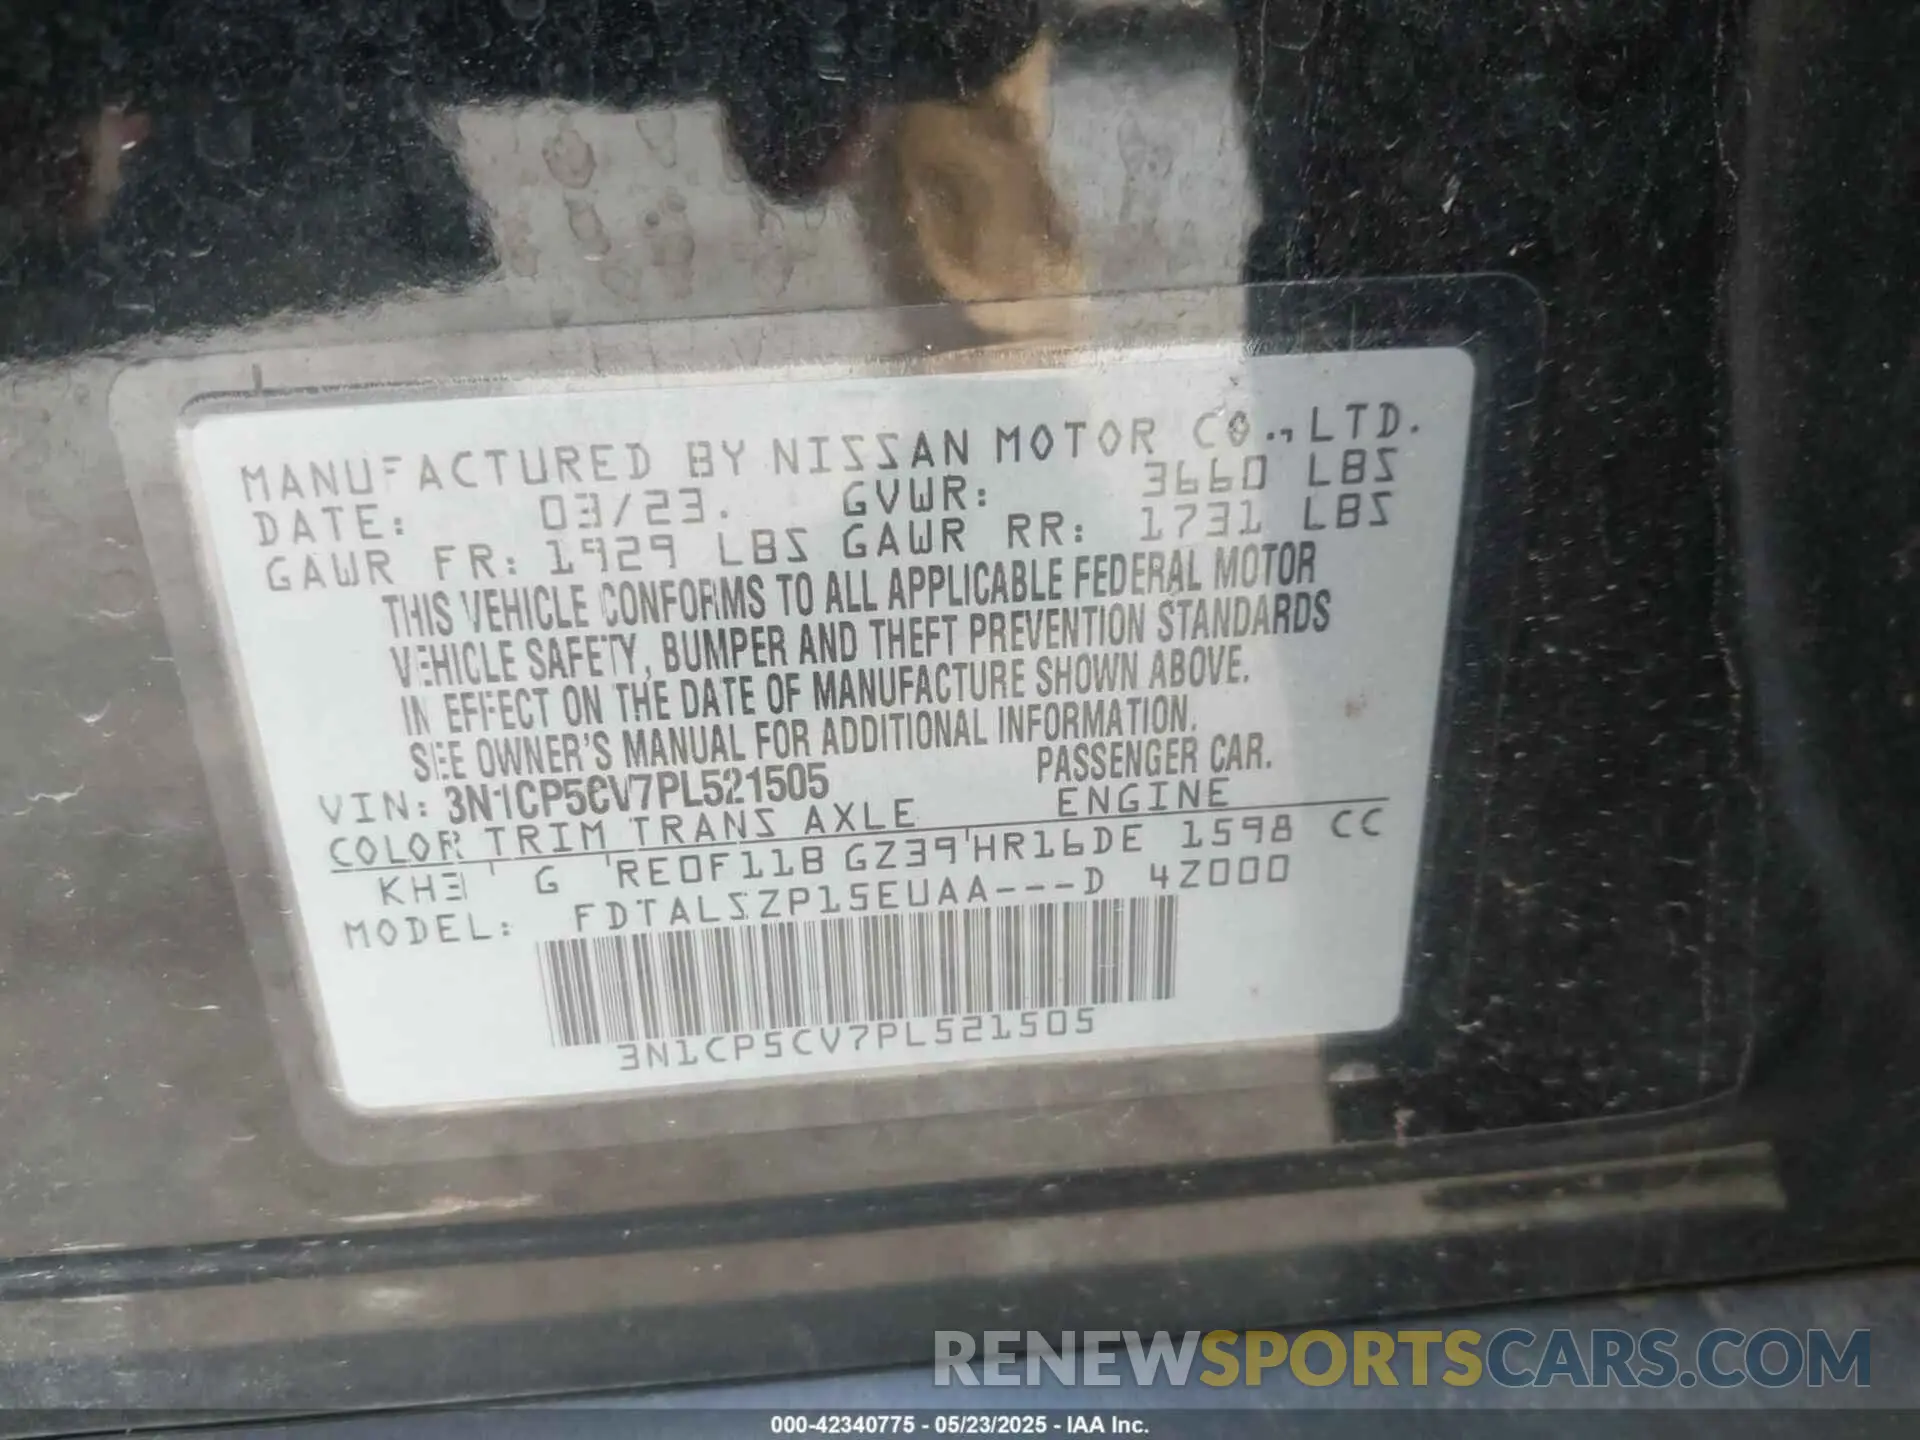 MANUFACTURED BY NISSAN MOTOR CO., LTD.
DATE: 03/23. GVWR: 3660 LBS
GAWR FR: 1929 LBS GAWR RR: 1731 LBS
THIS VEHICLE CONFORMS TO ALL APPLICABLE FEDERAL MOTOR
VEHICLE SAFETY, BUMPER AND THEFT PREVENTION STANDARDS
IN EFFECT ON THE DATE OF MANUFACTURE SHOWN ABOVE.
SEE OWNER'S MANUAL FOR ADDITIONAL INFORMATION.
VIN: 3N1CP5CV7PL521505 PASSENGER CAR.
COLOR TRIM TRANS AXLE ENGINE
KH3 G RE0F11B GZ39 HR16DE 1598 CC
MODEL: FDTALSZP15EUAA---D 4Z000
3N1CP5CV7PL521505
RENEWSPORTSCARS.COM
000-42340775 - 05/23/2025 - IAA Inc.